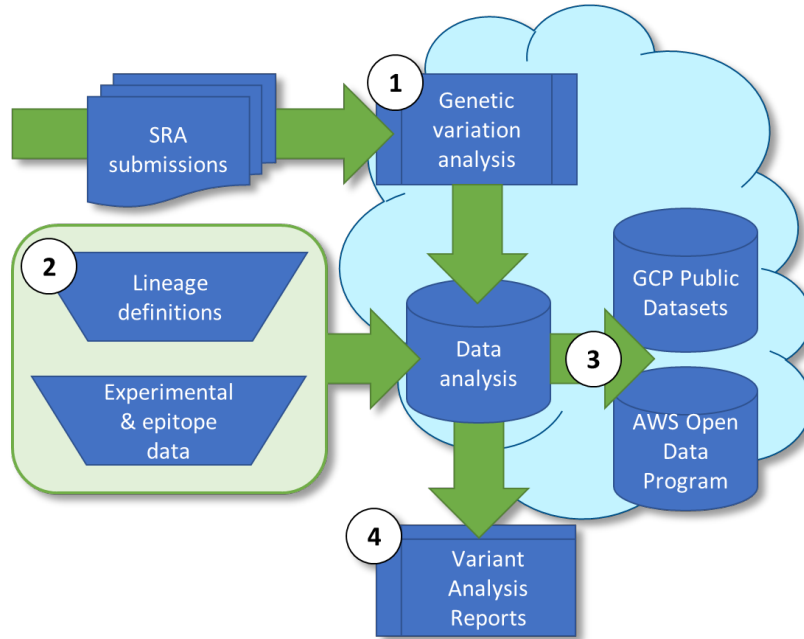 1
SRA
submissions
Genetic
variation
analysis
2
Lineage
definitions
Experimental
& epitope
data
Data
analysis
3
GCP Public
Datasets
AWS Open
Data
Program
4
Variant
Analysis
Reports